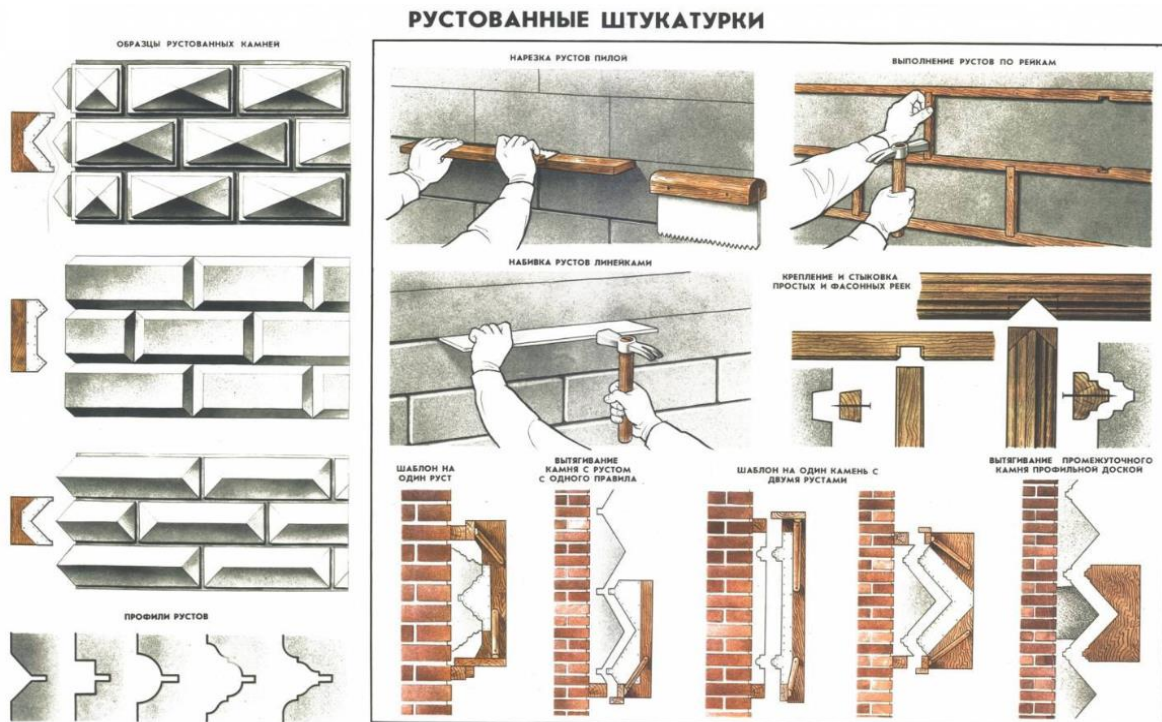 РУСТОВАННЫЕ ШТУКАТУРКИ
ОБРАЗЦЫ РУСТОВАННЫХ КАМНЕЙ
ПРОФИЛИ РУСТОВ
НАРЕЗКА РУСТОВ ПИЛОЙ
ВЫПОЛНЕНИЕ РУСТОВ ПО РЕЙКАМ
НАБИВКА РУСТОВ ЛИНЕЙКАМИ
КРЕПЛЕНИЕ И СТЫКОВКА
ПРОСТЫХ И ФАСОННЫХ РЕЕК
ШАБЛОН НА
ОДИН РУСТ
ВЫТЯГИВАНИЕ
КАМНЯ С РУСТОМ
С ОДНОГО ПРАВИЛА
ШАБЛОН НА ОДИН КАМЕНЬ С
ДВУМЯ РУСТАМИ
ВЫТЯГИВАНИЕ ПРОМЕЖУТОЧНОГО
КАМНЯ ПРОФИЛЬНОЙ ДОСКОЙ